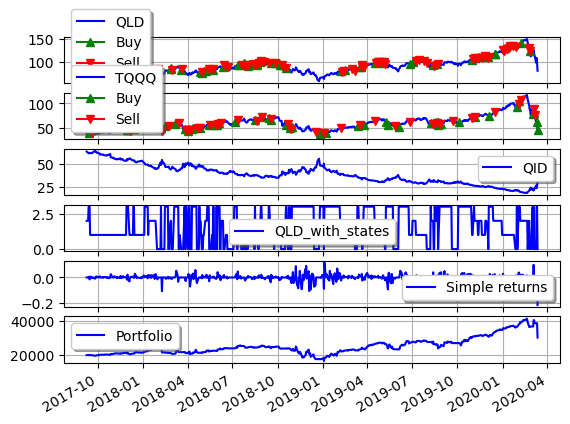 QLD
Buy
Sell
150
100
TQQQ
Buy
Sell
100
50
50
25
QID
2.5
0.0
QLD_with_states
0.0
−0.2
Simple returns
40000
20000
Portfolio
2017-10
2018-01
2018-04
2018-07
2018-10
2019-01
2019-04
2019-07
2019-10
2020-01
2020-04